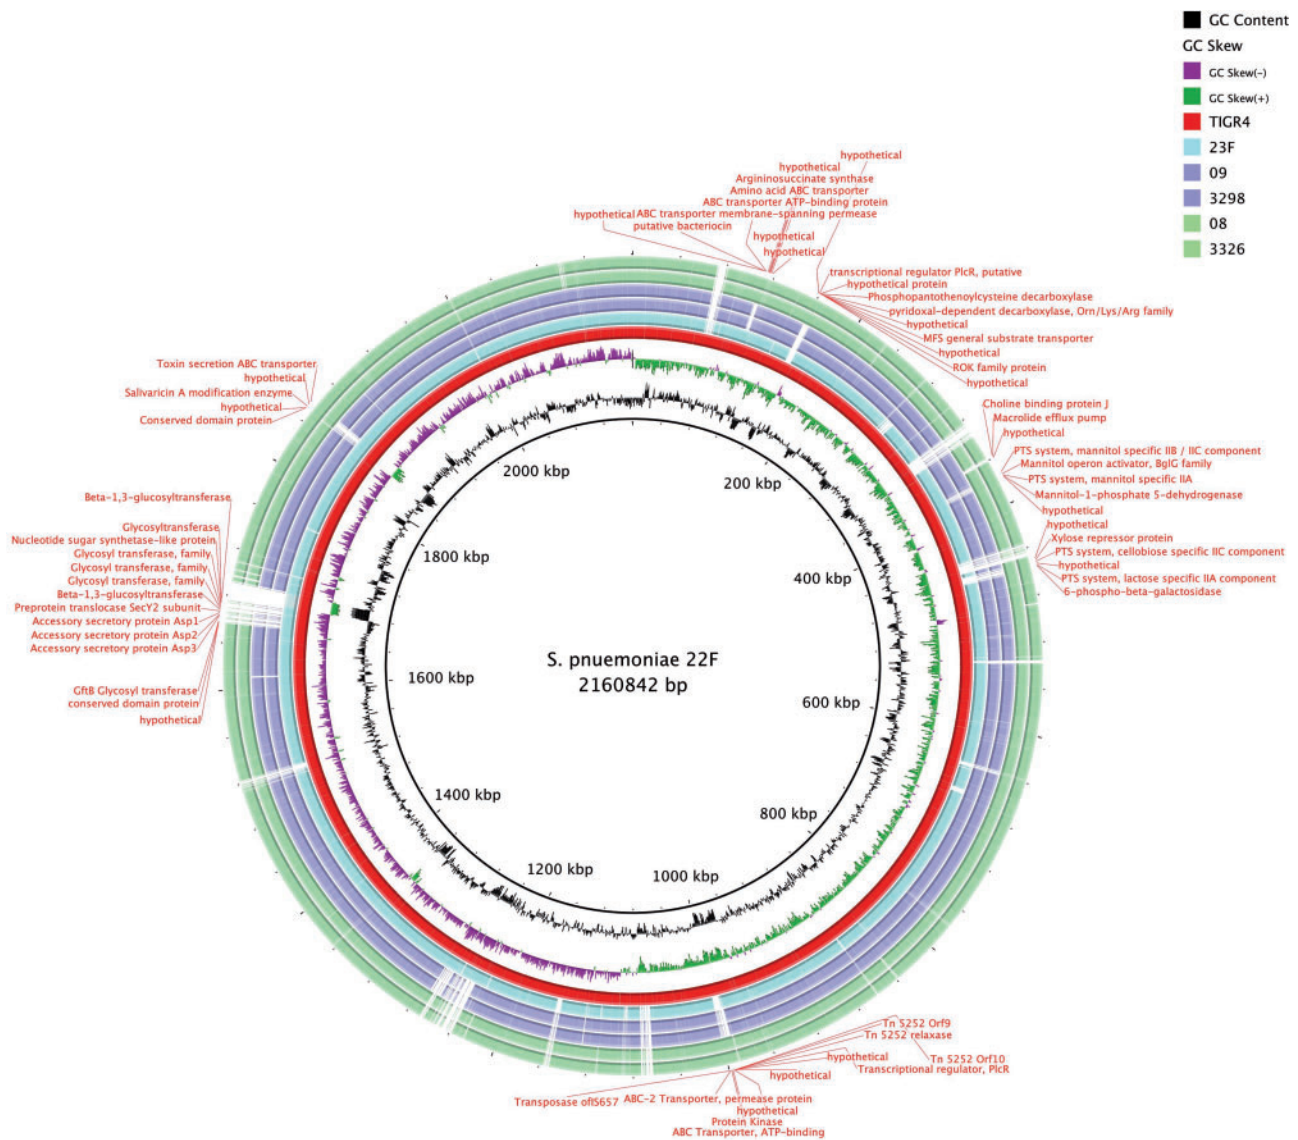 GC Content
GC Skew
GC Skew(-)
GC Skew(+)
TIGR4
23F
09
3298
08
3326
hypothetical
hypothetical
Argininosuccinate synthase
Amino acid ABC transporter
ABC transporter ATP-binding protein
hypothetical
ABC transporter membrane-spanning permease
putative bacteriocin
hypothetical
hypothetical
transcriptional regulator PlcR, putative
hypothetical protein
Phosphopantothenoylcysteine decarboxylase
pyridoxal-dependent decarboxylase, Orn/Lys/Arg family
hypothetical
MFS general substrate transporter
hypothetical
ROK family protein
hypothetical
Choline binding protein J
Macrolide efflux pump
hypothetical
PTS system, mannitol specific IIB / IIC component
Mannitol operon activator, BglG family
PTS system, mannitol specific IIA
Mannitol-1-phosphate 5-dehydrogenase
hypothetical
hypothetical
Xylose repressor protein
PTS system, cellobiose specific IIC component
hypothetical
PTS system, lactose specific IIA component
6-phospho-beta-galactosidase
Toxin secretion ABC transporter
hypothetical
Salivaricin A modification enzyme
hypothetical
Conserved domain protein
Beta-1,3-glucosyltransferase
Glycosyltransferase
Nucleotide sugar synthetase-like protein
Glycosyl transferase, family
Glycosyl transferase, family
Glycosyl transferase, family
Beta-1,3-glucosyltransferase
Preprotein translocase SecY2 subunit
Accessory secretory protein Asp1
Accessory secretory protein Asp2
Accessory secretory protein Asp3
GftB Glycosyl transferase
conserved domain protein
hypothetical
2000 kbp
200 kbp
1800 kbp
400 kbp
S. pnuemoniae 22F
2160842 bp
1600 kbp
600 kbp
1400 kbp
800 kbp
1200 kbp
1000 kbp
Tn 5252 Orf9
Tn 5252 relaxase
Tn 5252 Orf10
hypothetical
Transcriptional regulator, PlcR
hypothetical
Transposase ofIS657
ABC-2 Transporter, permease protein
hypothetical
Protein Kinase
ABC Transporter, ATP-binding